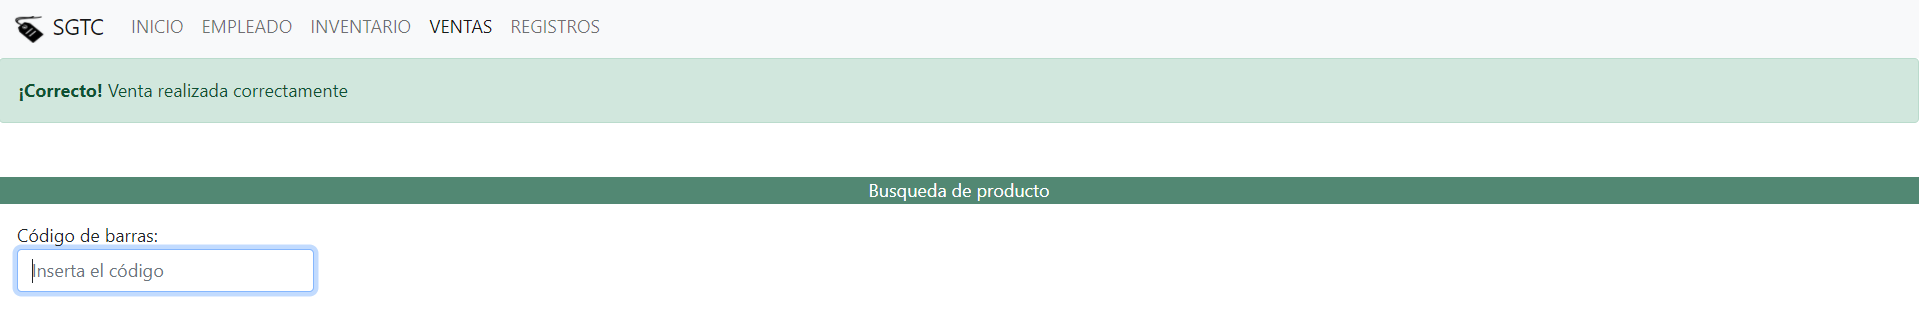 SGTC INICIO EMPLEADO INVENTARIO VENTAS REGISTROS
¡Correcto! Venta realizada correctamente
Busqueda de producto
Código de barras:
Inserta el código